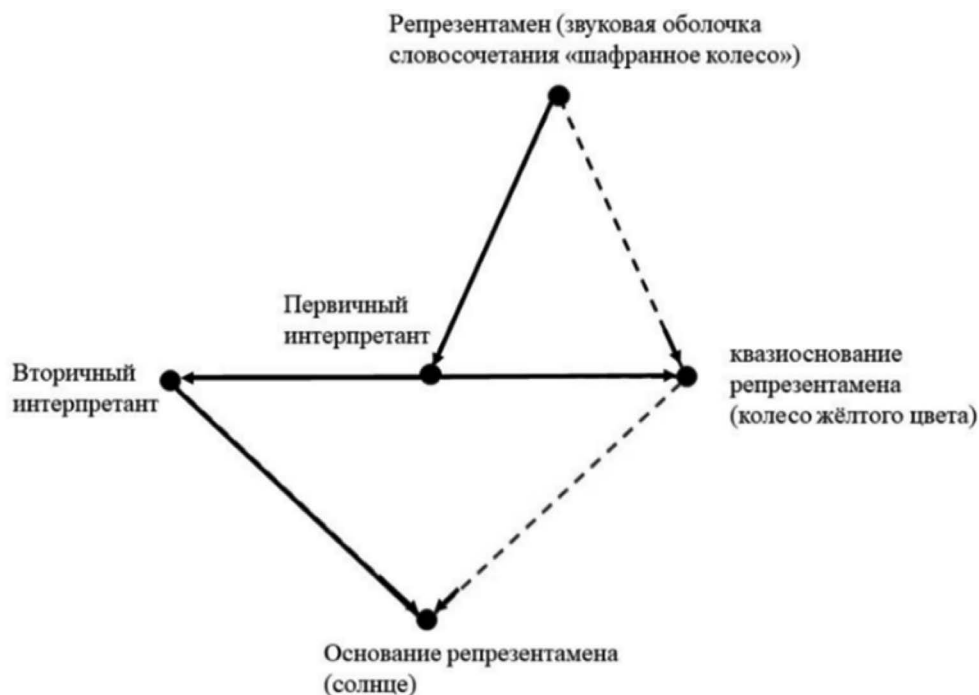 Репрезентамен (звуковая оболочка
словосочетания «шафранное колесо»)
Первичный
интерпретант
Вторичный
интерпретант
квазиоснование
репрезентамена
(колесо жёлтого цвета)
Основание репрезентамена
(солнце)